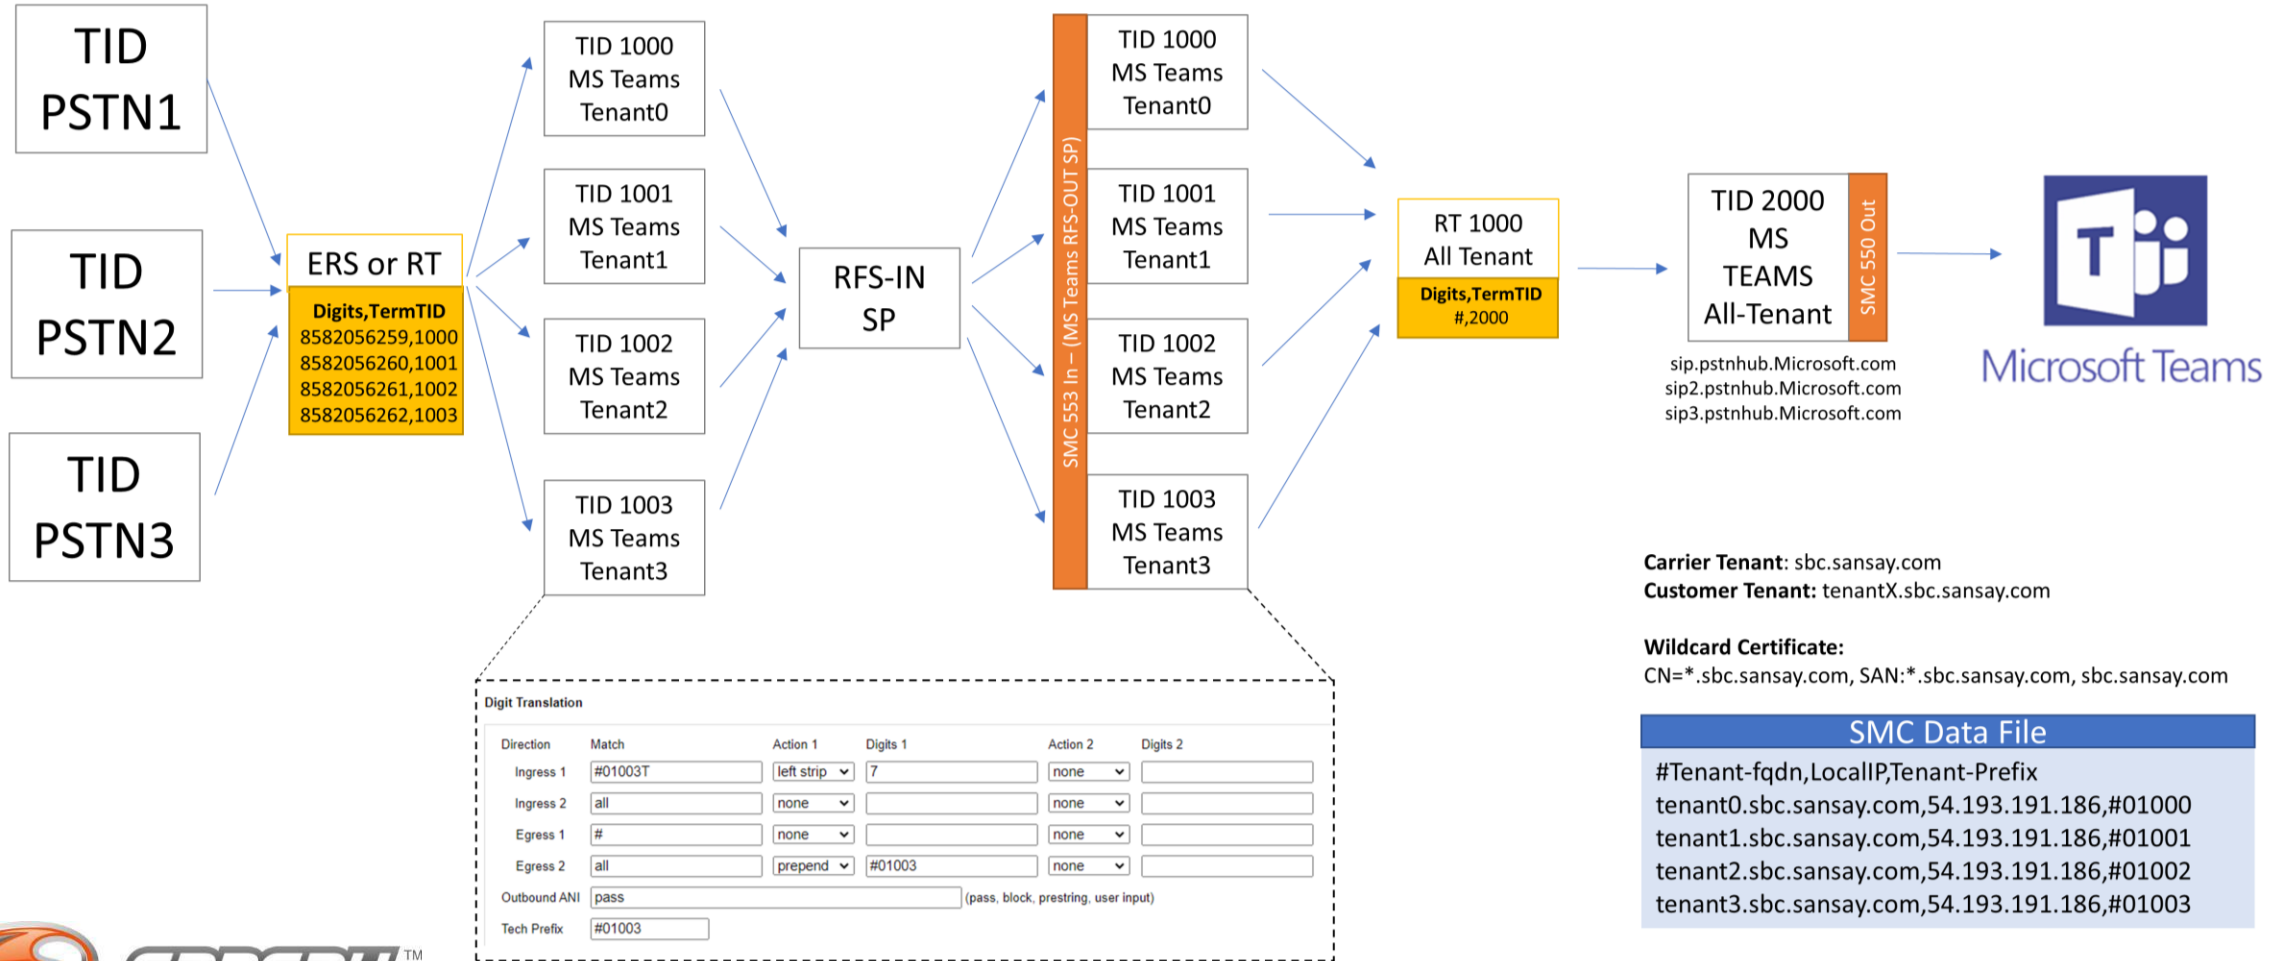 TID
PSTN1
TID
PSTN2
TID
PSTN3
ERS or RT
Digits,TermTID
8582056259,1000
8582056260,1001
8582056261,1002
8582056262,1003
TID 1000
MS Teams
Tenant0
TID 1001
MS Teams
Tenant1
TID 1002
MS Teams
Tenant2
TID 1003
MS Teams
Tenant3
RFS-IN
SP
SMC 553 In – (MS Teams RFS-OUT SP)
TID 1000
MS Teams
Tenant0
TID 1001
MS Teams
Tenant1
TID 1002
MS Teams
Tenant2
TID 1003
MS Teams
Tenant3
RT 1000
All Tenant
Digits,TermTID
#,2000
TID 2000
MS
TEAMS
All-Tenant
SMC 550 Out
sip.pstnhub.Microsoft.com
sip2.pstnhub.Microsoft.com
sip3.pstnhub.Microsoft.com
T
Microsoft Teams
Carrier Tenant: sbc.sansay.com
Customer Tenant: tenantX.sbc.sansay.com
Wildcard Certificate:
CN=*.sbc.sansay.com, SAN:*.sbc.sansay.com, sbc.sansay.com
SMC Data File
#Tenant-fqdn,LocalIP,Tenant-Prefix
tenant0.sbc.sansay.com,54.193.191.186,#01000
tenant1.sbc.sansay.com,54.193.191.186,#01001
tenant2.sbc.sansay.com,54.193.191.186,#01002
tenant3.sbc.sansay.com,54.193.191.186,#01003
Digit Translation
Direction Match Action 1 Digits 1 Action 2 Digits 2
Ingress 1 #01003T left strip 7 none
Ingress 2 all none none
Egress 1 # none none
Egress 2 all prepend #01003 none
Outbound ANI pass (pass, block, prestring, user input)
Tech Prefix #01003
TM